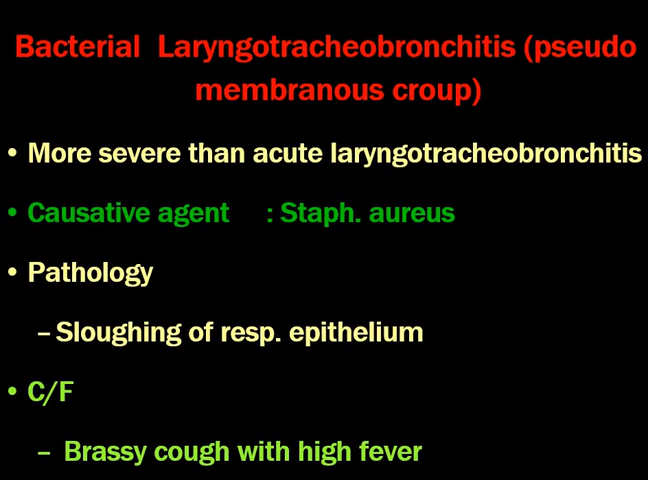 Bacterial Laryngotracheobronchitis (pseudo
membranous croup)
• More severe than acute laryngotracheobronchitis
• Causative agent : Staph. aureus
• Pathology
– Sloughing of resp. epithelium
• C/F
– Brassy cough with high fever